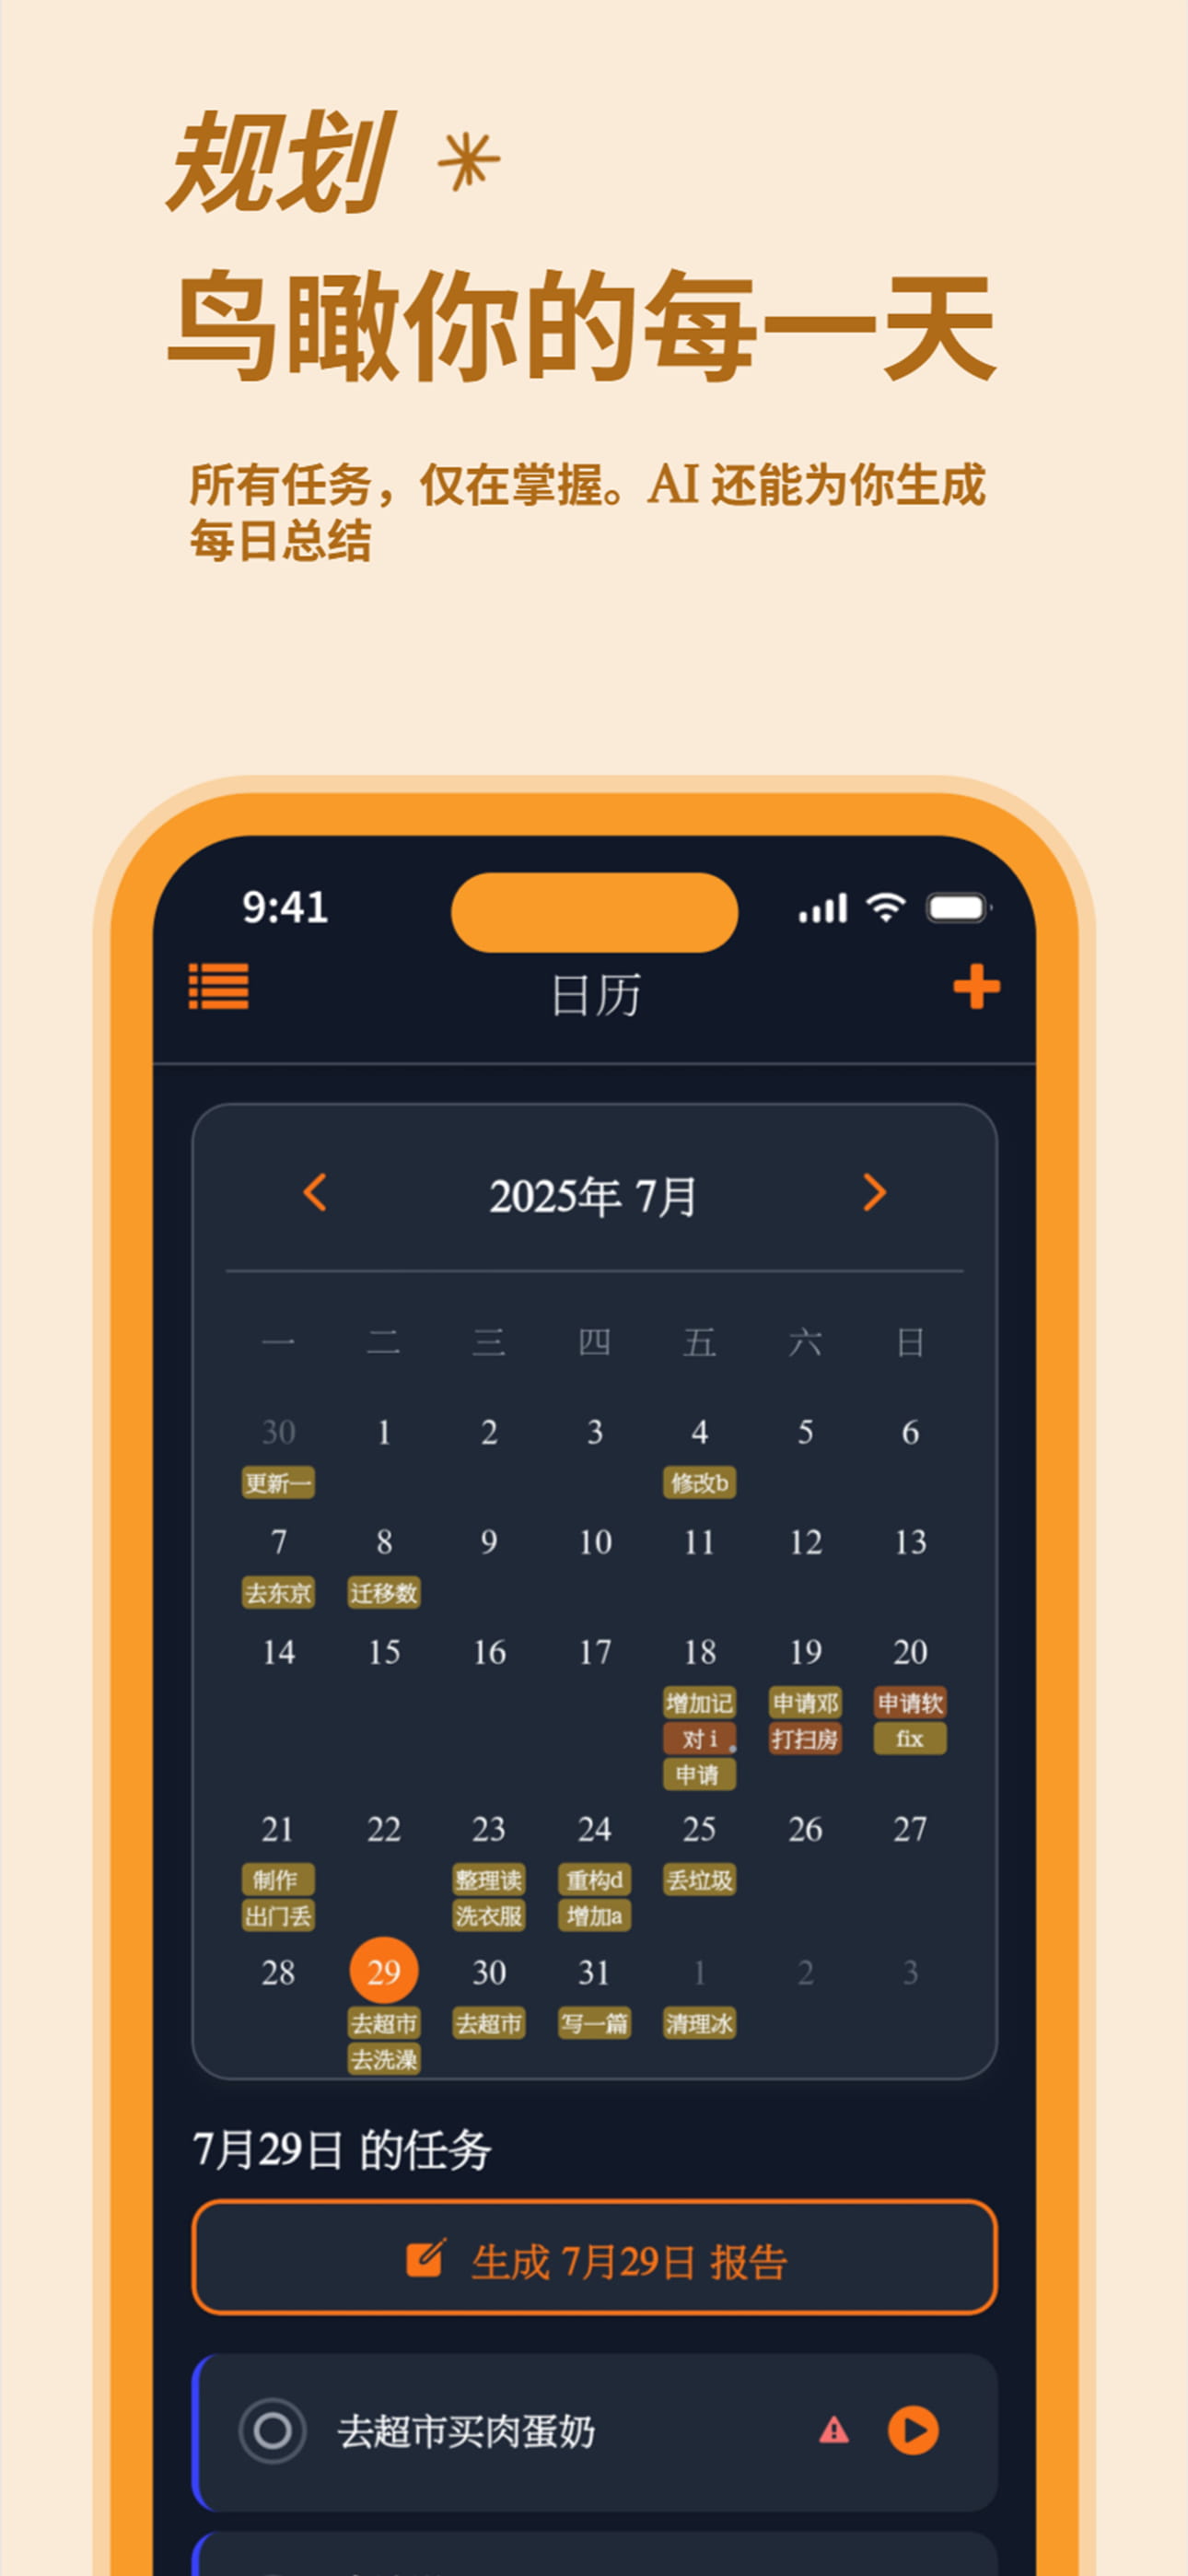 规划
鸟瞰你的每一天
所有任务，仅在掌握。AI 还能为你生成
每日总结
9:41
日历
2025年 7月
一 二 三 四 五 六 日
30 1 2 3 4 5 6
更新一 修改b
7 8 9 10 11 12 13
去东京 迁移数
14 15 16 17 18 19 20
增加记 申请邓 申请软
对 i 打扫房 fix
申请
21 22 23 24 25 26 27
制作 整理读 重构d 丢垃圾
出门丢 洗衣服 增加a
28 29 30 31 1 2 3
去超市 去超市 写一篇 清理冰
去洗澡
7月29日 的任务
生成 7月29日 报告
去超市买肉蛋奶